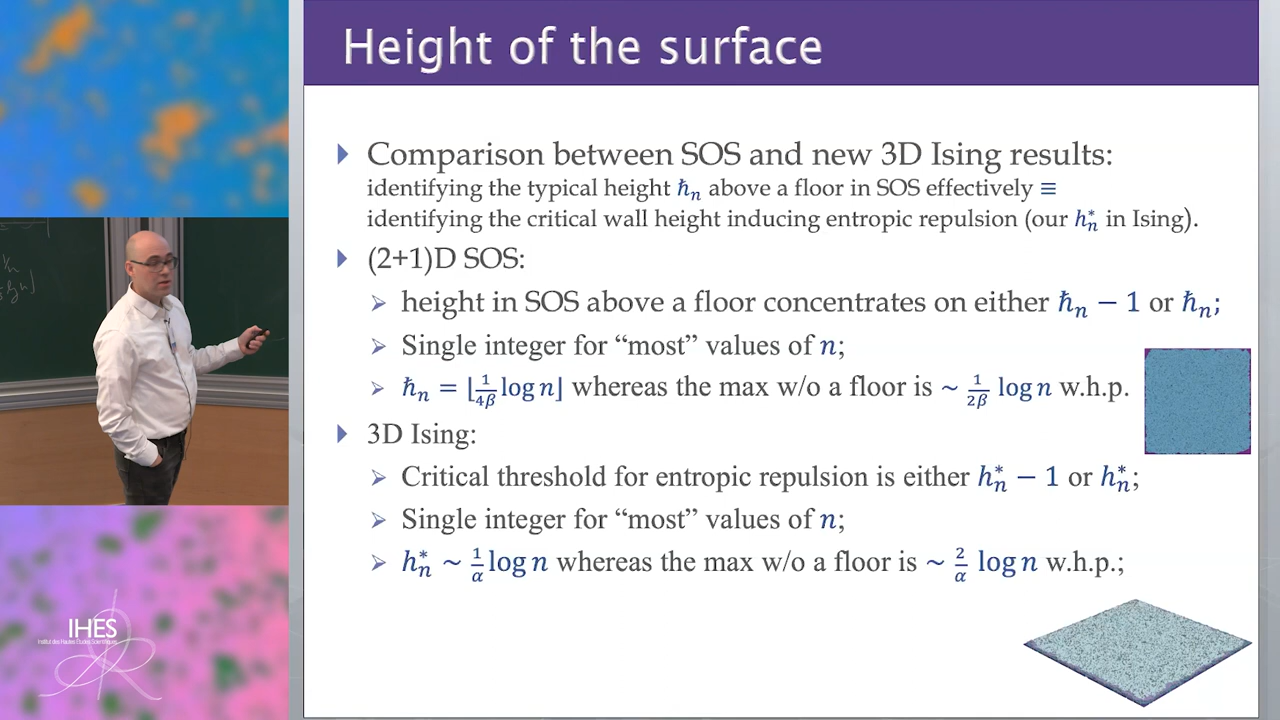 Height of the surface
Comparison between SOS and new 3D Ising results:
identifying the typical height ℏₙ above a floor in SOS effectively ≡
identifying the critical wall height inducing entropic repulsion (our hₙ* in Ising).
(2+1)D SOS:
height in SOS above a floor concentrates on either ℏₙ − 1 or ℏₙ;
Single integer for “most” values of n;
ℏₙ = ⌊1/4β log n⌋ whereas the max w/o a floor is ~ 1/2β log n w.h.p.
3D Ising:
Critical threshold for entropic repulsion is either hₙ* − 1 or hₙ*;
Single integer for “most” values of n;
hₙ* ~ 1/α log n whereas the max w/o a floor is ~ 2/α log n w.h.p.;
IHES
Institut des Hautes Études Scientifiques